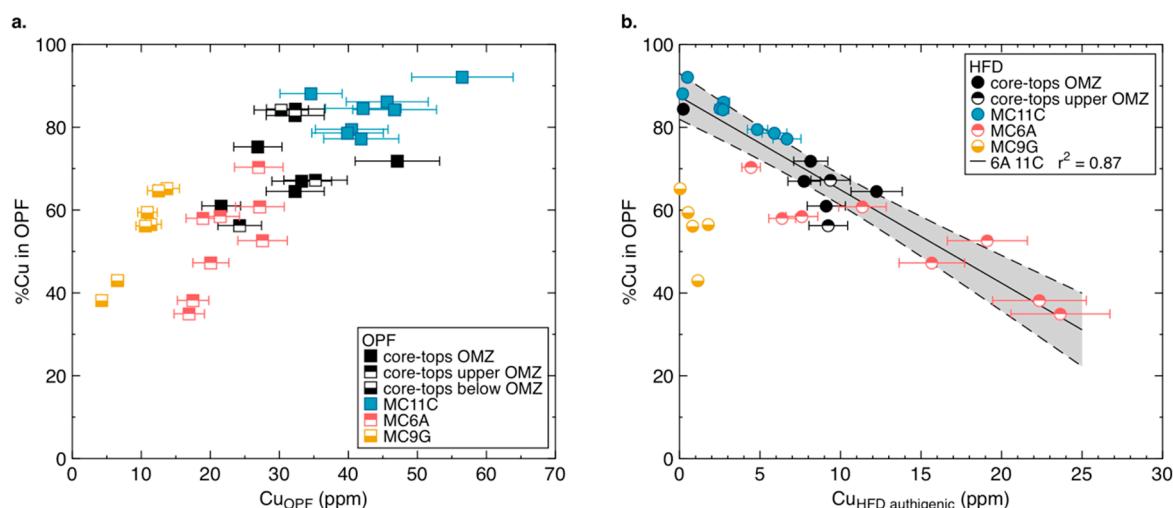 a.
100
80
60
40
20
0
%Cu in OPF
0 10 20 30 40 50 60 70
CuOPF (ppm)
OPF
core-tops OMZ
core-tops upper OMZ
core-tops below OMZ
MC11C
MC6A
MC9G
b.
100
80
60
40
20
0
%Cu in OPF
0 5 10 15 20 25 30
CuHFD authigenic (ppm)
HFD
core-tops OMZ
core-tops upper OMZ
MC11C
MC6A
MC9G
6A 11C r² = 0.87